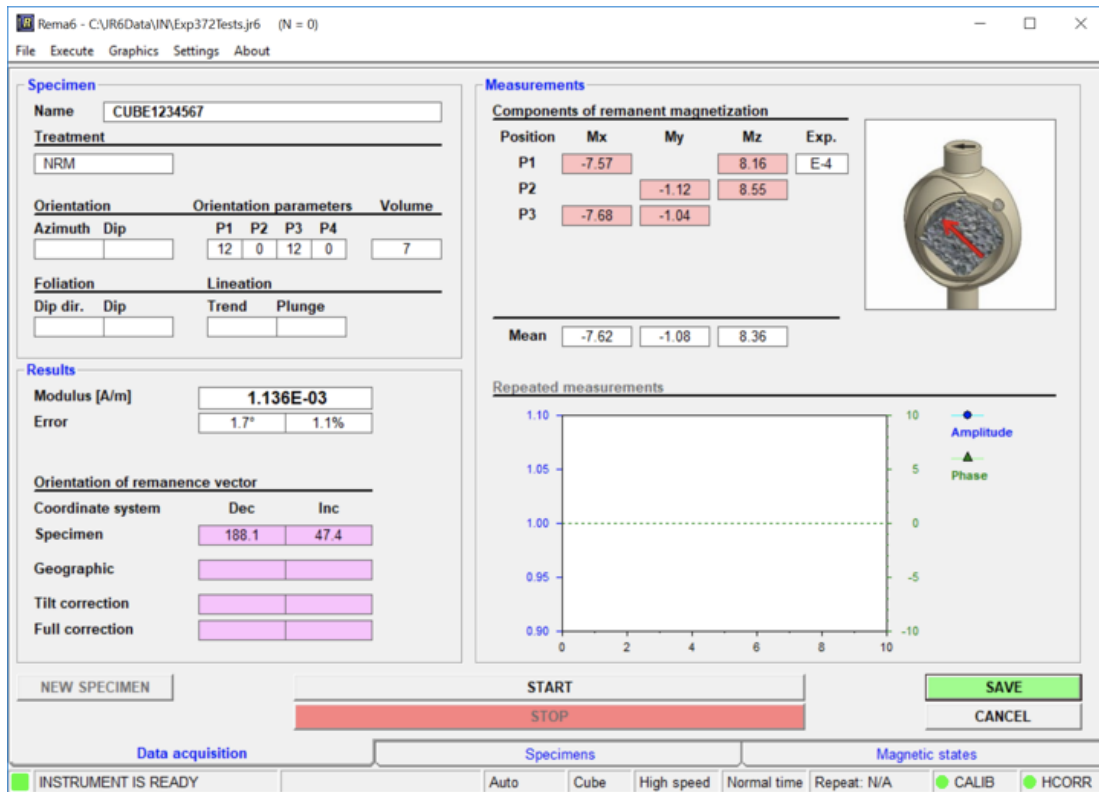 Rema6 - C:\JR6Data\IN\Exp372Tests.jr6 (N = 0)
File Execute Graphics Settings About
Specimen
Name CUBE1234567
Treatment
NRM
Orientation Orientation parameters Volume
Azimuth Dip P1 P2 P3 P4
12 0 12 0 7
Foliation Lineation
Dip dir. Dip Trend Plunge
Results
Modulus [A/m] 1.136E-03
Error 1.7° 1.1%
Orientation of remanence vector
Coordinate system Dec Inc
Specimen 188.1 47.4
Geographic
Tilt correction
Full correction
Measurements
Components of remanent magnetization
Position Mx My Mz Exp.
P1 -7.57 8.16 E-4
P2 -1.12 8.55
P3 -7.68 -1.04
Mean -7.62 -1.08 8.36
Repeated measurements
1.10 10
Amplitude
1.05 5
Phase
1.00 0
0.95 -5
0.90 -10
0 2 4 6 8 10
NEW SPECIMEN START SAVE
STOP CANCEL
Data acquisition Specimens Magnetic states
INSTRUMENT IS READY Auto Cube High speed Normal time Repeat: N/A CALIB HCORR